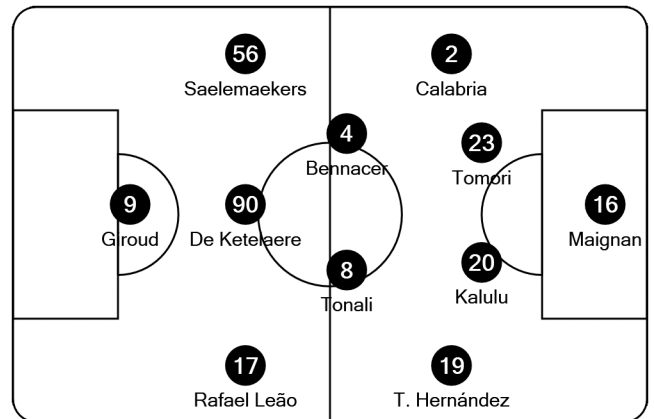 56
Saelemaekers
2
Calabria
4
Bennacer
23
Tomori
9
Giroud
90
De Ketelaere
16
Maignan
8
Tonali
20
Kalulu
17
Rafael Leão
19
T. Hernández